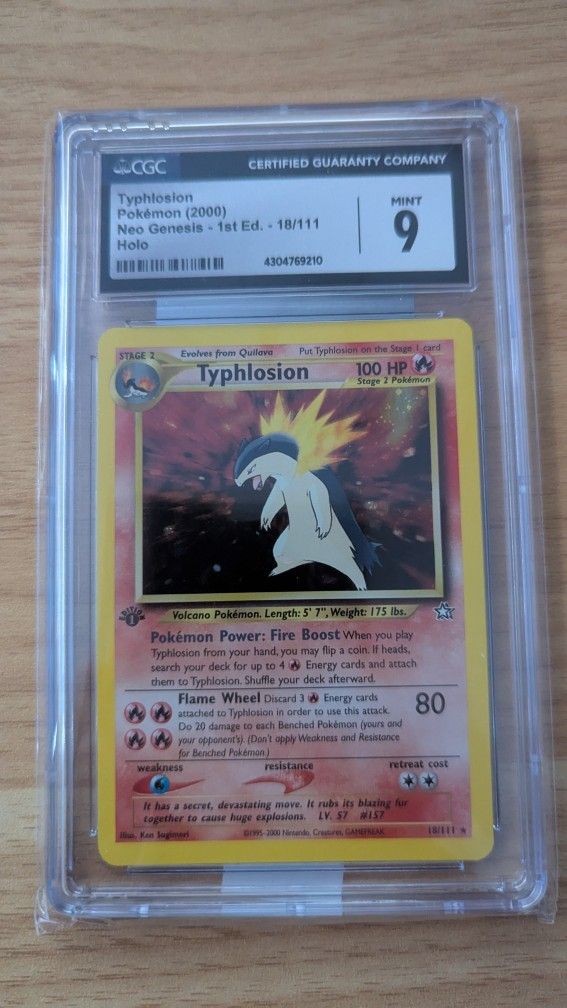 CGC CERTIFIED GUARANTY COMPANY
Typhlosion
Pokémon (2000)
Neo Genesis - 1st Ed. - 18/111
Holo
MINT
9
4304769210
STAGE 2 Evolves from Quilava Put Typhlosion on the Stage 1 card
Typhlosion 100 HP
Stage 2 Pokémon
EDITION
1
Volcano Pokémon. Length: 5' 7", Weight: 175 lbs.
Pokémon Power: Fire Boost When you play
Typhlosion from your hand, you may flip a coin. If heads,
search your deck for up to 4 Energy cards and attach
them to Typhlosion. Shuffle your deck afterward.
Flame Wheel Discard 3 Energy cards
attached to Typhlosion in order to use this attack.
Do 20 damage to each Benched Pokémon (yours and
your opponent's). (Don't apply Weakness and Resistance
for Benched Pokémon.)
80
weakness resistance retreat cost
It has a secret, devastating move. It rubs its blazing fur
together to cause huge explosions. LV. 57 #157
Illus. Ken Sugimori ©1995-2000 Nintendo, Creatures, GAMEFREAK. 18/111